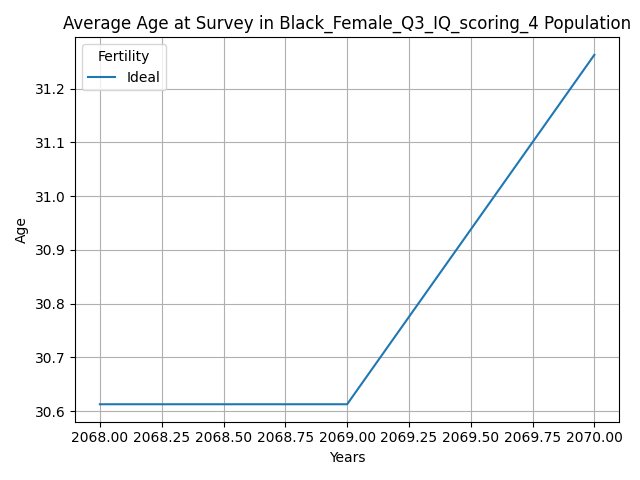 Average Age at Survey in Black_Female_Q3_IQ_scoring_4 Population
Fertility
Ideal
31.2
31.1
31.0
30.9
30.8
30.7
30.6
Age
2068.00 2068.25 2068.50 2068.75 2069.00 2069.25 2069.50 2069.75 2070.00
Years